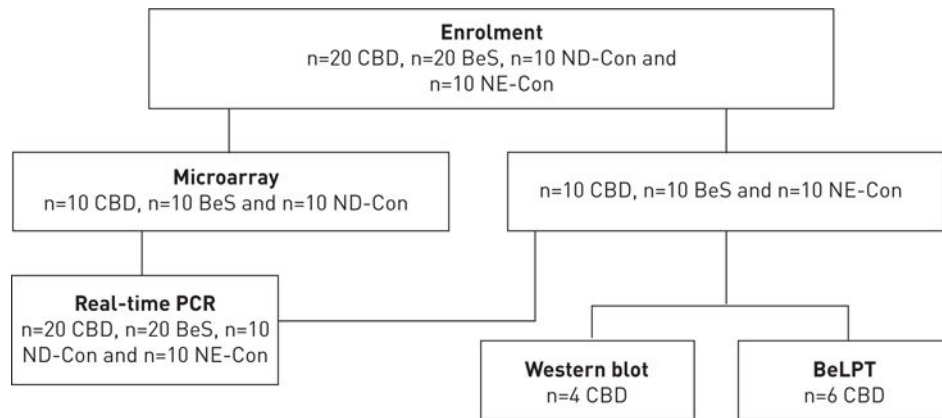 Enrolment
n=20 CBD, n=20 BeS, n=10 ND-Con and
n=10 NE-Con
Microarray
n=10 CBD, n=10 BeS and n=10 ND-Con
n=10 CBD, n=10 BeS and n=10 NE-Con
Real-time PCR
n=20 CBD, n=20 BeS, n=10
ND-Con and n=10 NE-Con
Western blot
n=4 CBD
BeLPT
n=6 CBD